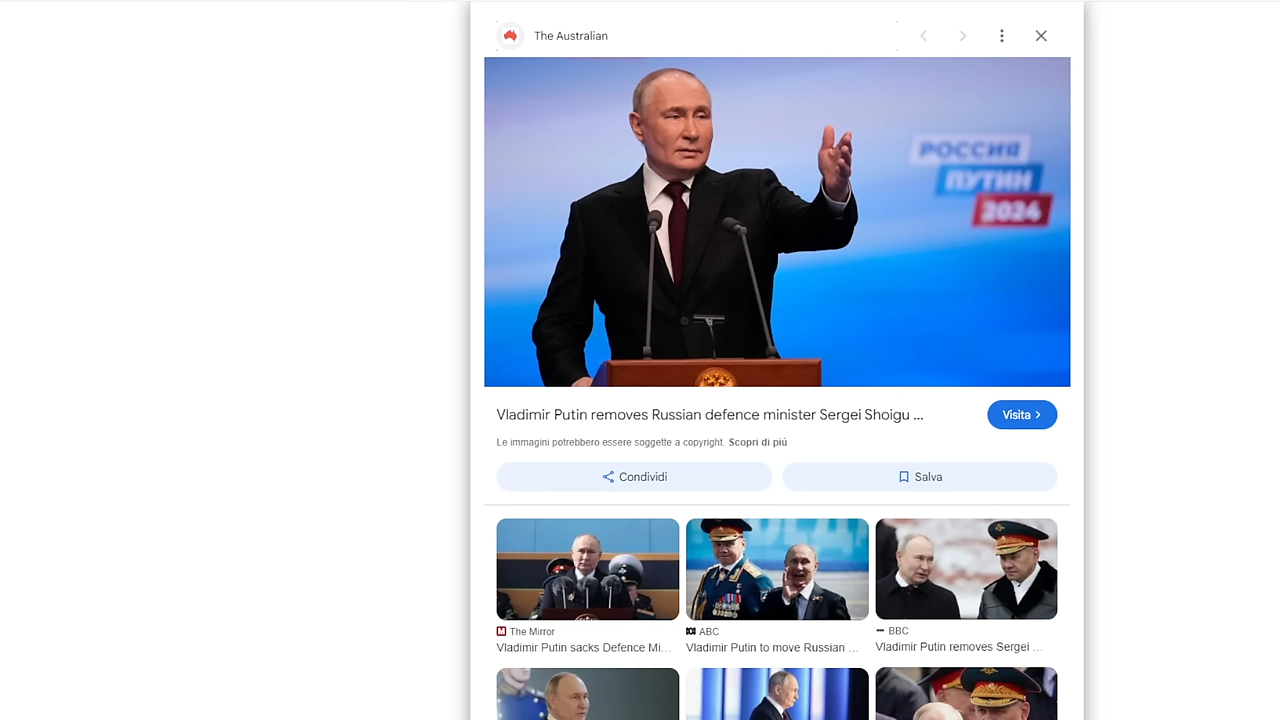 The Australian
РОССИЯ
ПУТИН
2024
Vladimir Putin removes Russian defence minister Sergei Shoigu ...
Visita
Le immagini potrebbero essere soggette a copyright. Scopri di più
Condividi
Salva
The Mirror
Vladimir Putin sacks Defence Mi...
ABC
Vladimir Putin to move Russian ...
BBC
Vladimir Putin removes Sergei ...